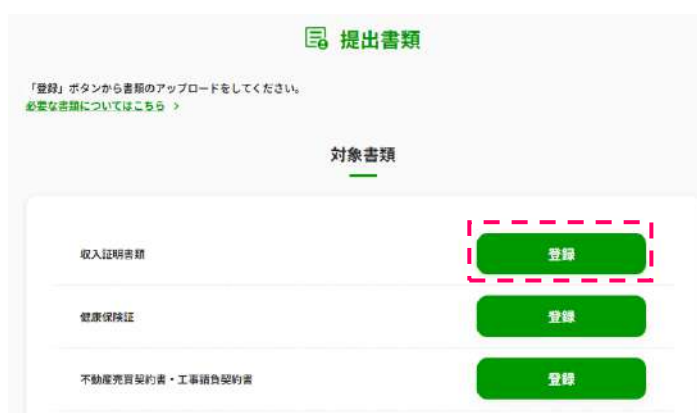 提出書類
「登録」ボタンから書類のアップロードをしてください。
必要な書類についてはこちら >
対象書類
収入証明書類 登録
健康保険証 登録
不動産売買契約書・工事請負契約書 登録